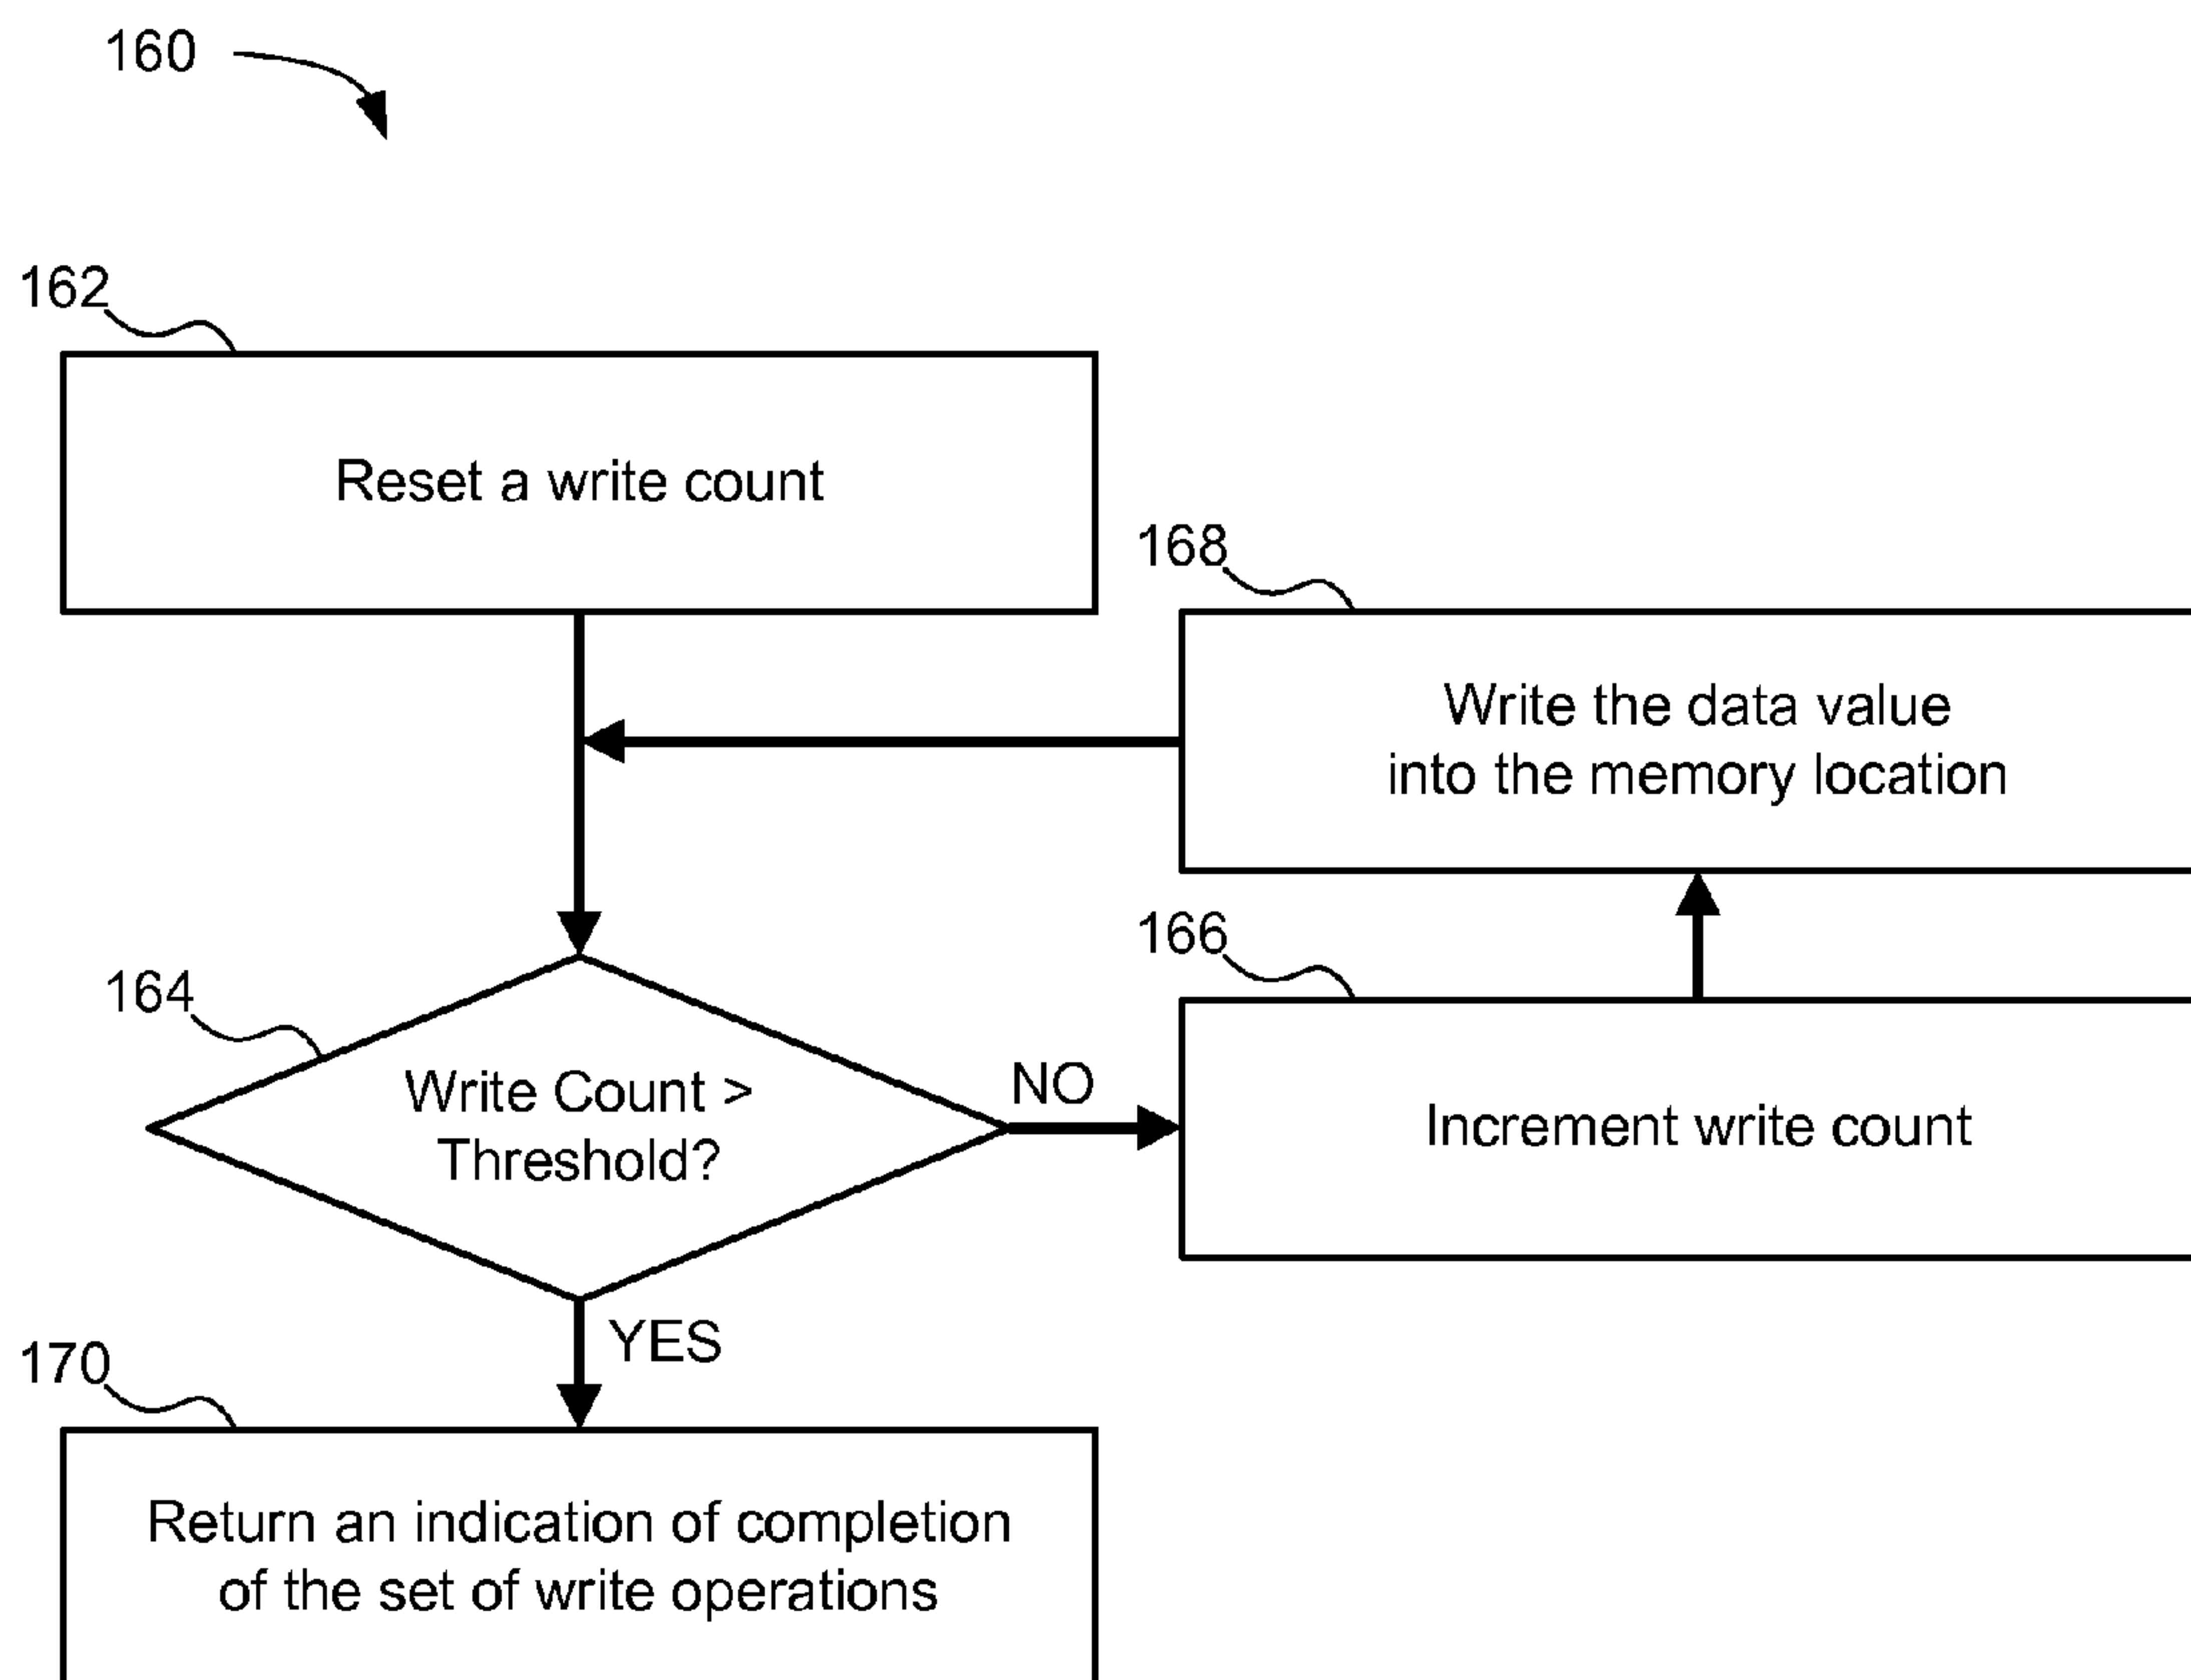 160
162
Reset a write count
168
Write the data value
into the memory location
166
164
Write Count >
Threshold?
NO
Increment write count
YES
170
Return an indication of completion
of the set of write operations